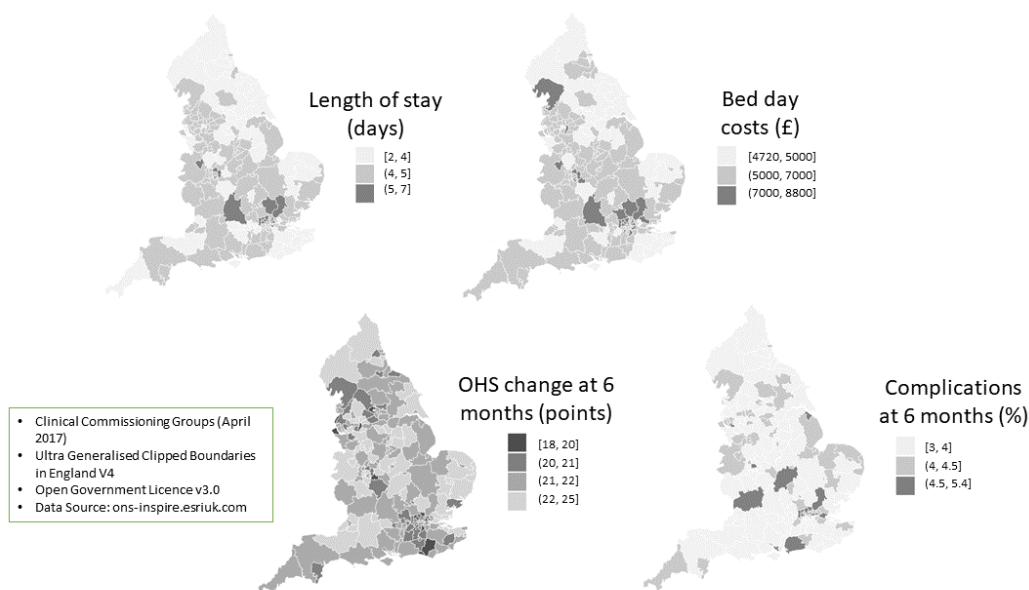 Length of stay
(days)
[2, 4]
(4, 5]
(5, 7]
Bed day
costs (£)
[4720, 5000]
(5000, 7000]
(7000, 8800]
OHS change at 6
months (points)
[18, 20]
(20, 21]
(21, 22]
(22, 25]
Complications
at 6 months (%)
[3, 4]
(4, 4.5]
(4.5, 5.4]
• Clinical Commissioning Groups (April
2017)
• Ultra Generalised Clipped Boundaries
in England V4
• Open Government Licence v3.0
• Data Source: ons-inspire.esriuk.com